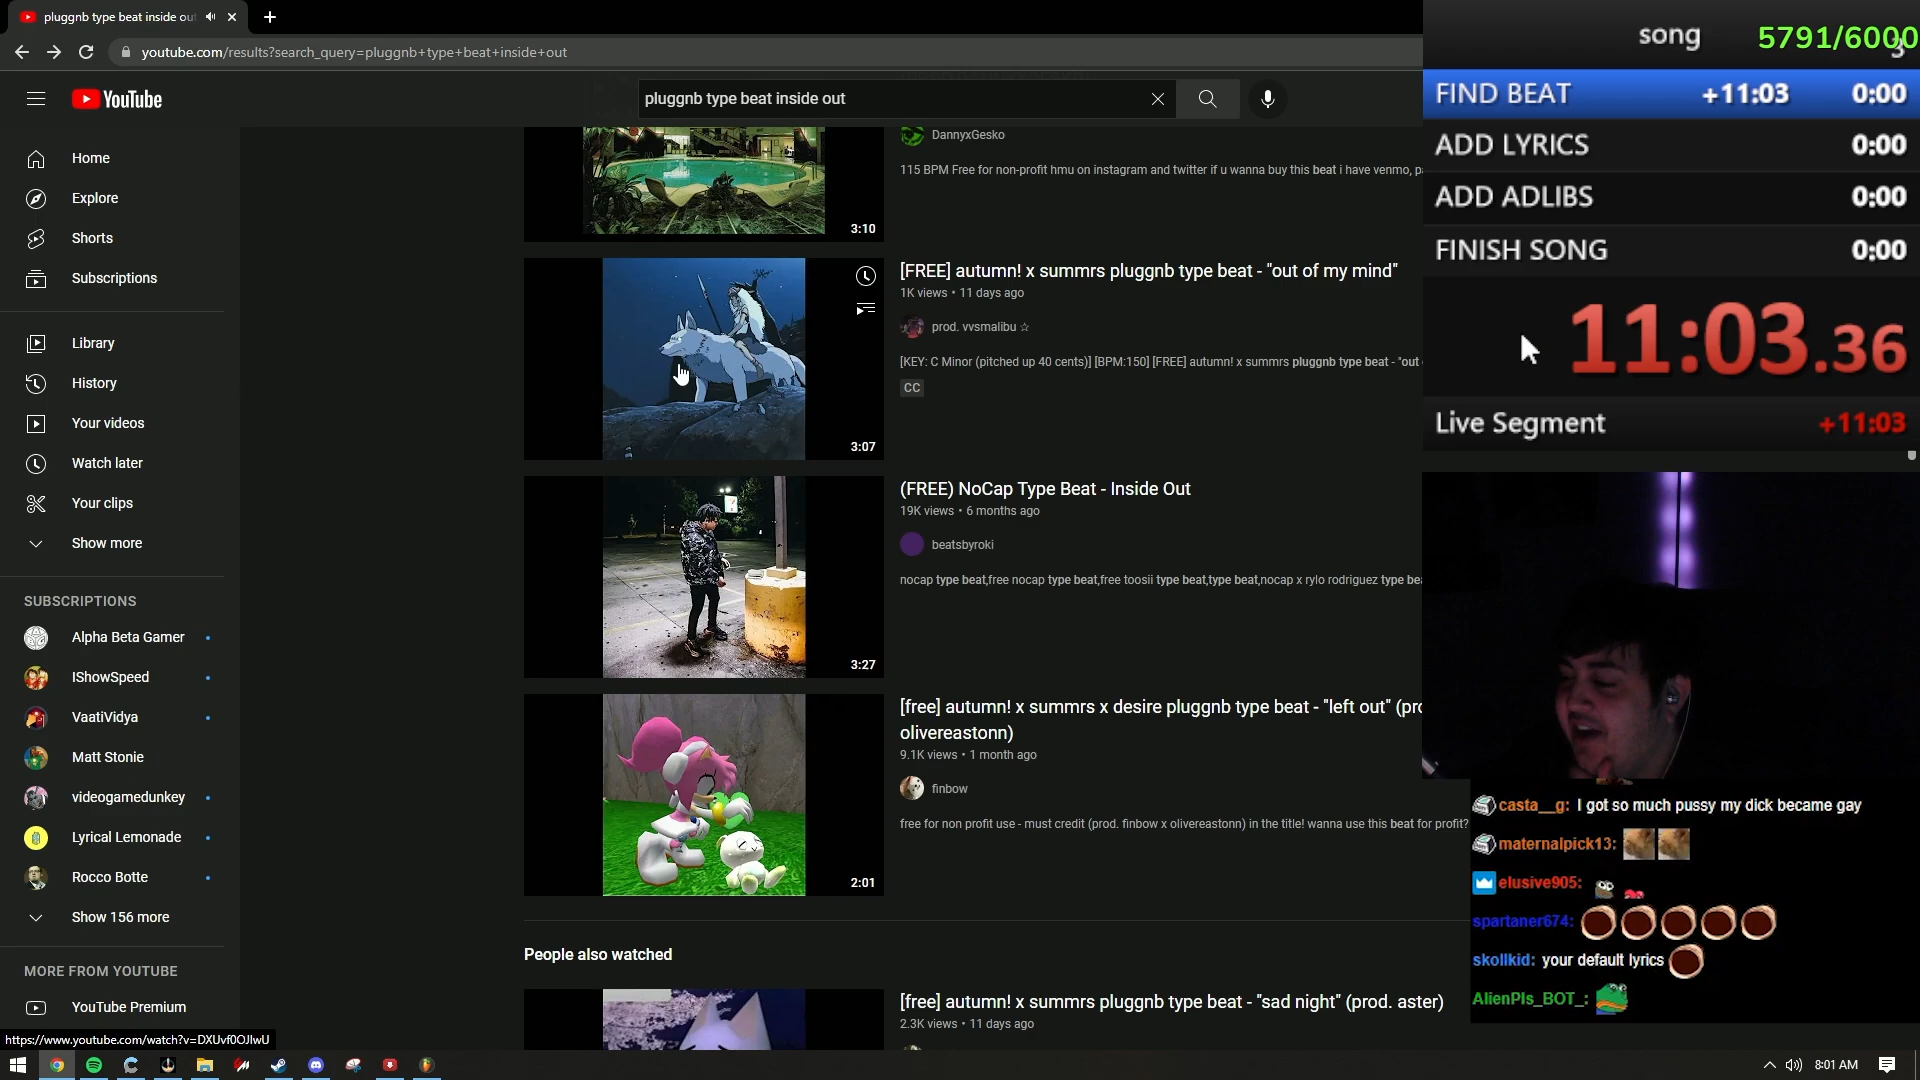 pluggnb type beat inside out
youtube.com/results?search_query=pluggnb+type+beat+inside+out
YouTube
pluggnb type beat inside out
Home
Explore
Shorts
Subscriptions
Library
History
Your videos
Watch later
Your clips
Show more
SUBSCRIPTIONS
Alpha Beta Gamer
IShowSpeed
VaatiVidya
Matt Stonie
videogamedunkey
Lyrical Lemonade
Rocco Botte
Show 156 more
MORE FROM YOUTUBE
YouTube Premium
https://www.youtube.com/watch?v=DXUvf0OJlwU
DannyxGesko
115 BPM Free for non-profit hmu on instagram and twitter if u wanna buy this beat i have venmo, p
3:10
[FREE] autumn! x summrs pluggnb type beat - "out of my mind"
1K views • 11 days ago
prod. vvsmalibu ☆
[KEY: C Minor (pitched up 40 cents)] [BPM:150] [FREE] autumn! x summrs pluggnb type beat - "out
CC
3:07
(FREE) NoCap Type Beat - Inside Out
19K views • 6 months ago
beatsbyroki
nocap type beat,free nocap type beat,free toosii type beat,type beat,nocap x rylo rodriguez type bea
3:27
[free] autumn! x summrs x desire pluggnb type beat - "left out" (pro
olivereastonn)
9.1K views • 1 month ago
finbow
free for non profit use - must credit (prod. finbow x olivereastonn) in the title! wanna use this beat for profit?
2:01
People also watched
[free] autumn! x summrs pluggnb type beat - "sad night" (prod. aster)
2.3K views • 11 days ago
song 5791/6000
3
FIND BEAT +11:03 0:00
ADD LYRICS 0:00
ADD ADLIBS 0:00
FINISH SONG 0:00
11:03.36
Live Segment +11:03
casta__g: I got so much pussy my dick became gay
maternalpick13:
elusive905:
spartaner674:
skollkid: your default lyrics
AlienPls_BOT_:
8:01 AM